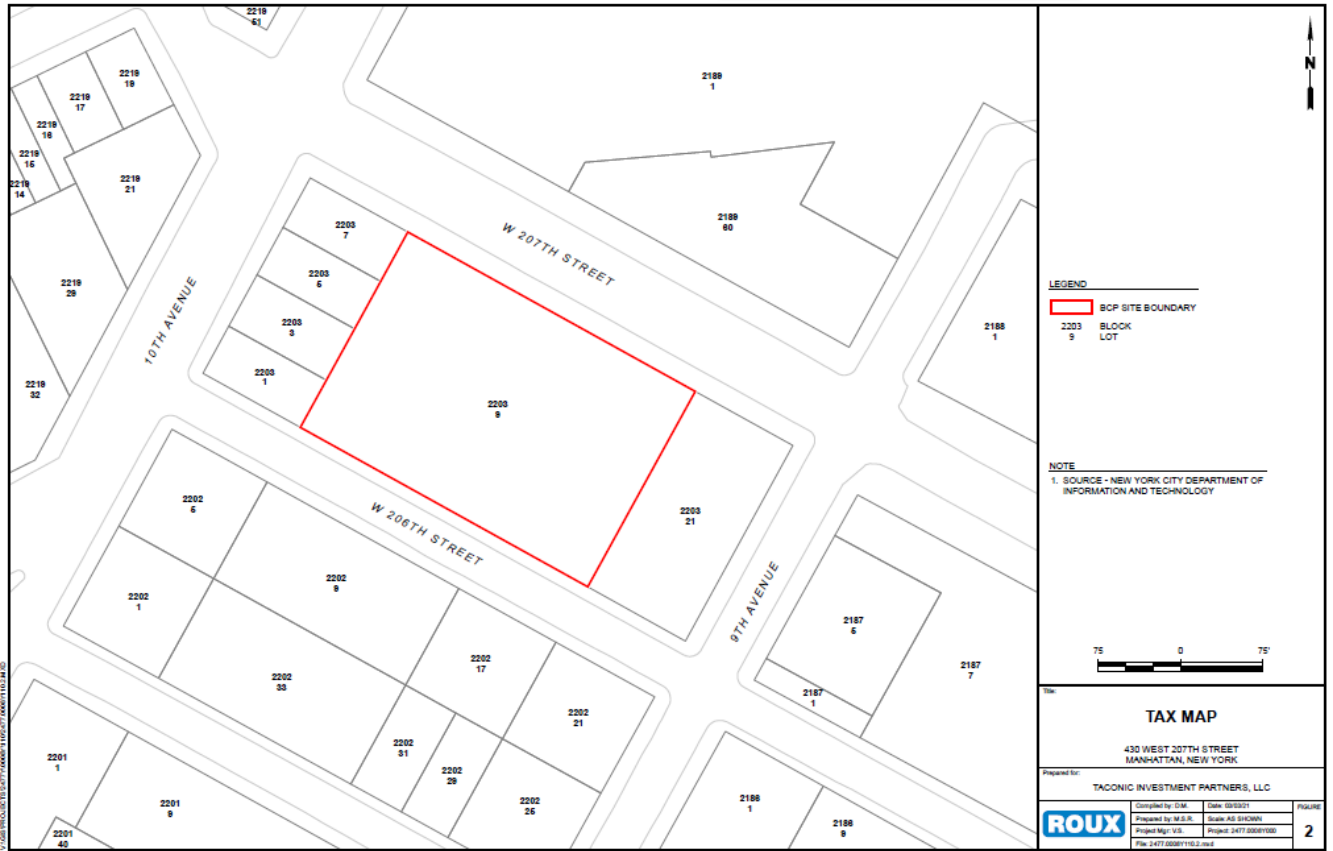 2219
51
2219
19
2219
17
2219
16
2219
15
2219
14
2219
21
2219
29
2219
32
2189
1
2189
60
2188
1
W 207TH STREET
10TH AVENUE
2203
7
2203
5
2203
3
2203
1
2203
9
2203
21
W 206TH STREET
9TH AVENUE
2202
5
2202
1
2202
9
2202
33
2202
17
2202
21
2202
31
2202
29
2202
25
2187
5
2187
7
2187
1
2186
1
2186
9
2201
1
2201
9
2201
40
N
LEGEND
BCP SITE BOUNDARY
2203 BLOCK
9 LOT
NOTE
1. SOURCE - NEW YORK CITY DEPARTMENT OF
INFORMATION AND TECHNOLOGY
75 0 75'
Title:
TAX MAP
430 WEST 207TH STREET
MANHATTAN, NEW YORK
Prepared for:
TACONIC INVESTMENT PARTNERS, LLC
ROUX
Compiled by: D.M. Date: 03/03/21 FIGURE
Prepared by: M.S.R. Scale: AS SHOWN
Project Mgr: V.S. Project: 2477.0008Y000
2
File: 2477.0008Y110.2.mxd